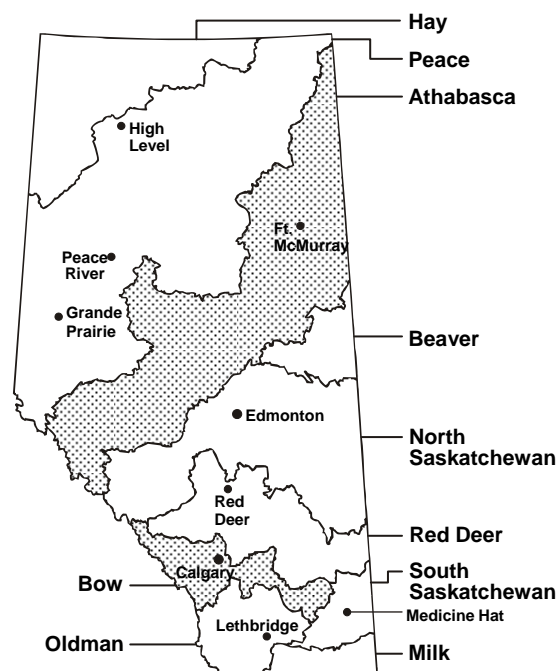 Hay
Peace
Athabasca
High
Level
Ft.
McMurray
Peace
River
Grande
Prairie
Beaver
Edmonton
North
Saskatchewan
Red
Deer
Red Deer
Calgary
South
Saskatchewan
Bow
Medicine Hat
Lethbridge
Oldman
Milk